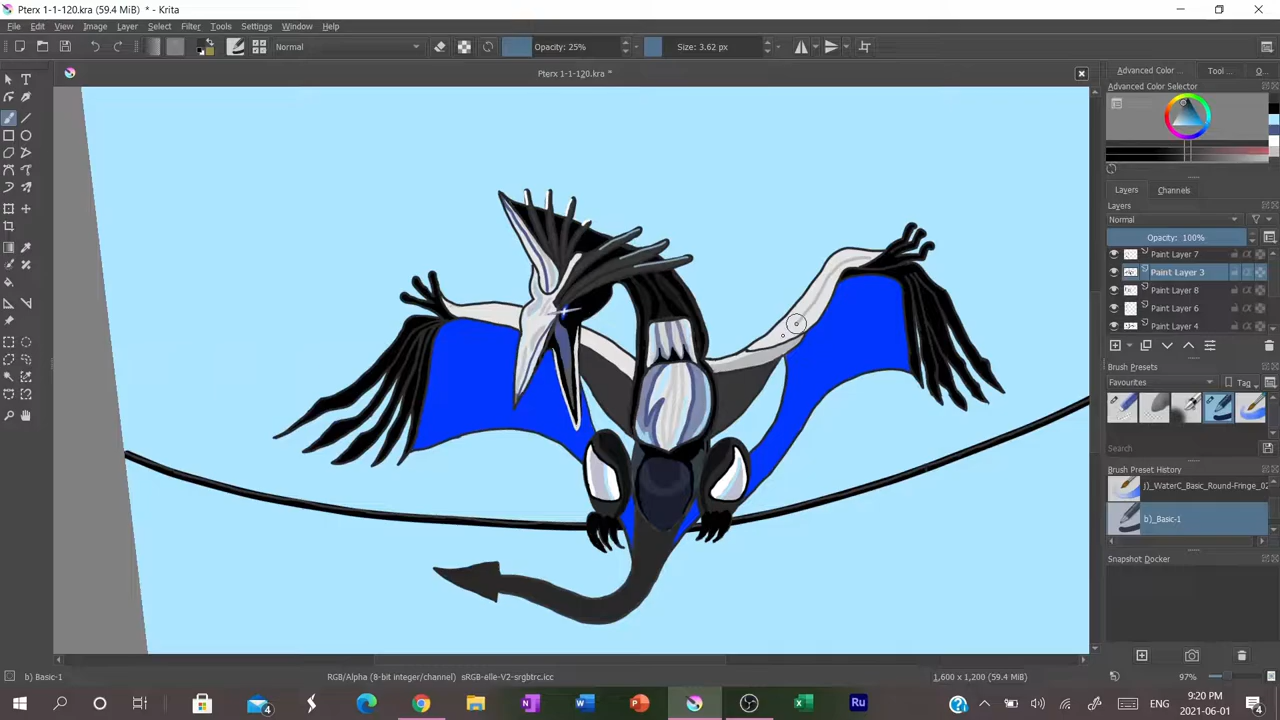 Pterx 1-1-120.kra (59.4 MiB) * - Krita
File Edit View Image Layer Select Filter Tools Settings Window Help
Normal Opacity: 25% Size: 3.62 px
Pterx 1-1-120.kra *
Advanced Color ... Tool ... O...
Advanced Color Selector
Layers Channels
Layers
Normal
Opacity: 100%
Paint Layer 7
Paint Layer 3
Paint Layer 8
Paint Layer 6
Paint Layer 4
Brush Presets
Favourites Tag
Search
Brush Preset History
j)_WaterC_Basic_Round-Fringe_02
b)_Basic-1
Snapshot Docker
b) Basic-1 RGB/Alpha (8-bit integer/channel) sRGB-elle-V2-srgbtrc.icc 1,600 x 1,200 (59.4 MiB) 97%
4 9:20 PM
2021-06-01 4